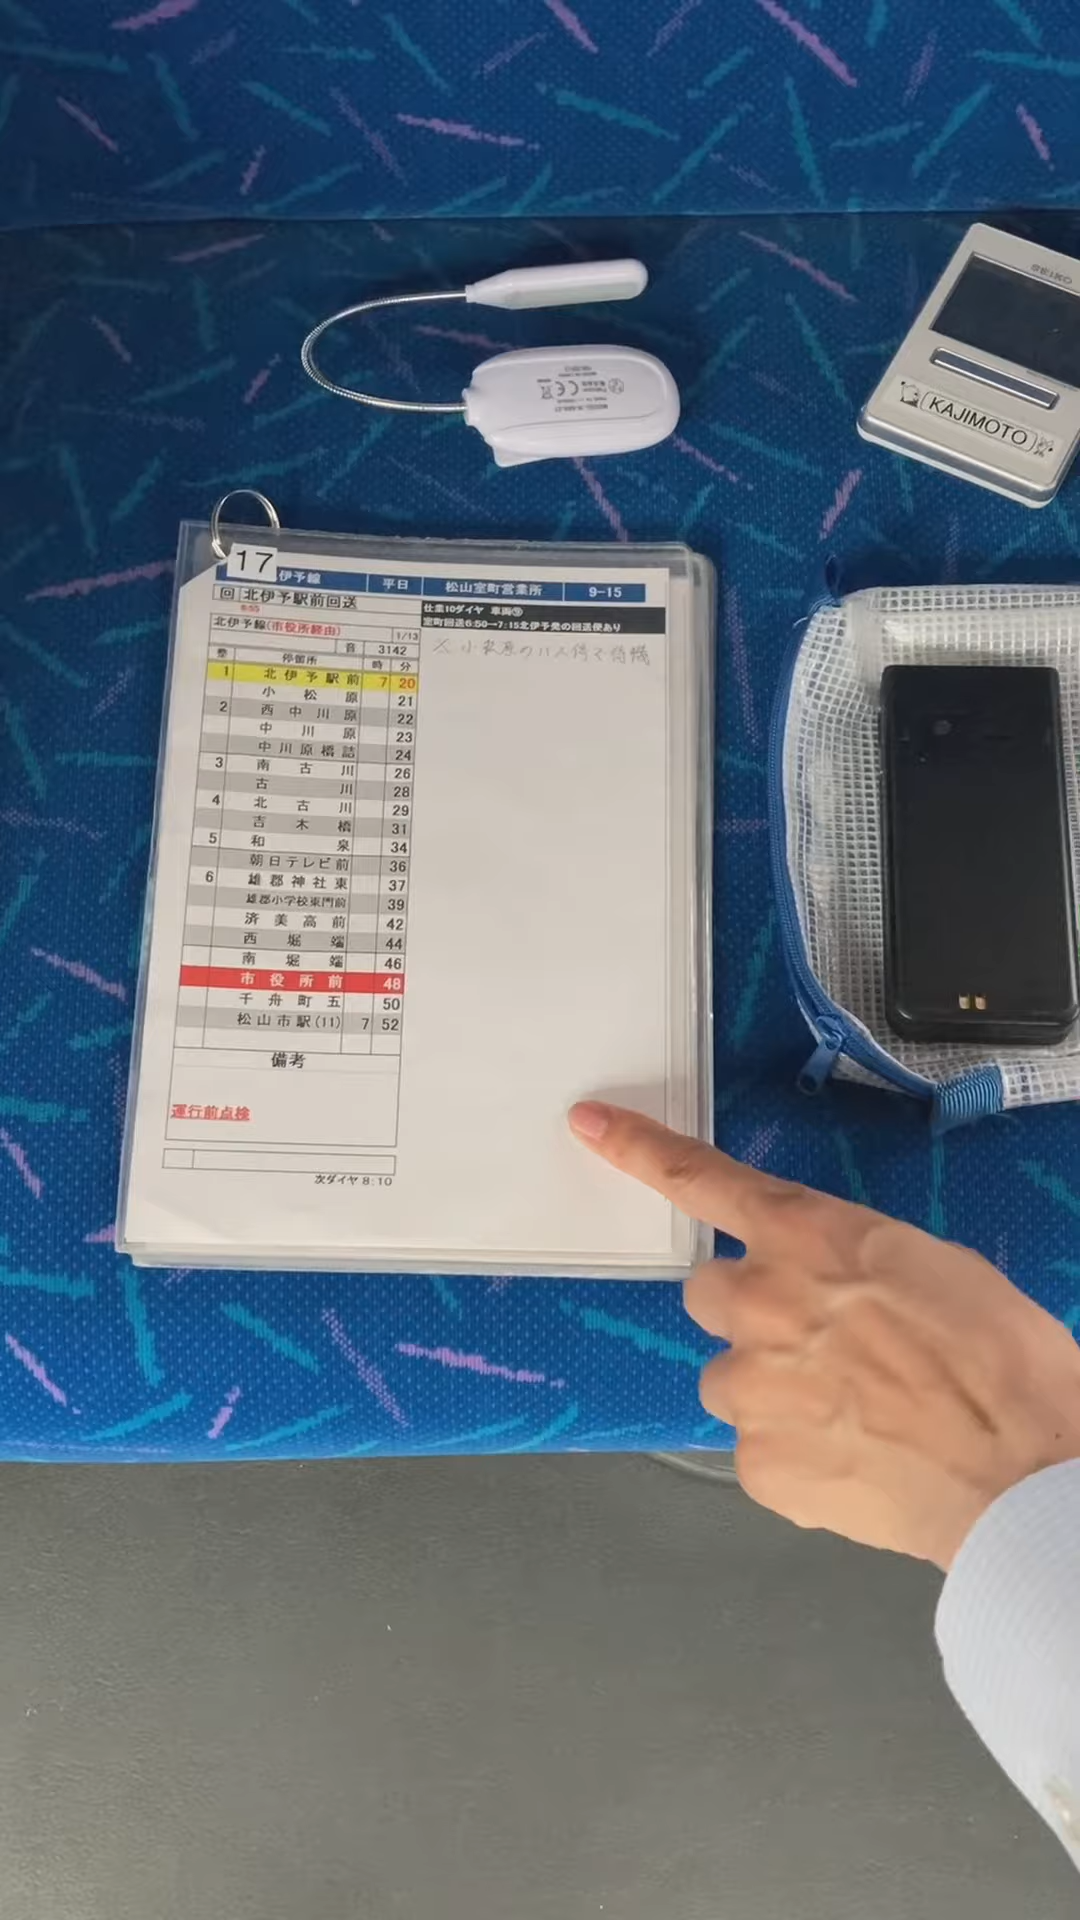 SEIKO
KAJIMOTO
17
伊予線 平日 松山室町営業所 9-15
回 北伊予駅前回送
6:50
仕業10ダイヤ 車両⑨
室町回送6:50→7:15北伊予発の回送便あり
北伊予線(市役所経由) 1/13
音 3142
整 停留所 時 分
1 北伊予駅前 7 20
小松原 21
2 西中川原 22
中川原 23
中川原橋詰 24
3 南古川 26
古川 28
4 北古川 29
吉木橋 31
5 和泉 34
朝日テレビ前 36
6 雄郡神社東 37
雄郡小学校東門前 39
済美高前 42
西堀端 44
南堀端 46
市役所前 48
千舟町五 50
松山市駅(11) 7 52
備考
運行前点検
次ダイヤ 8:10